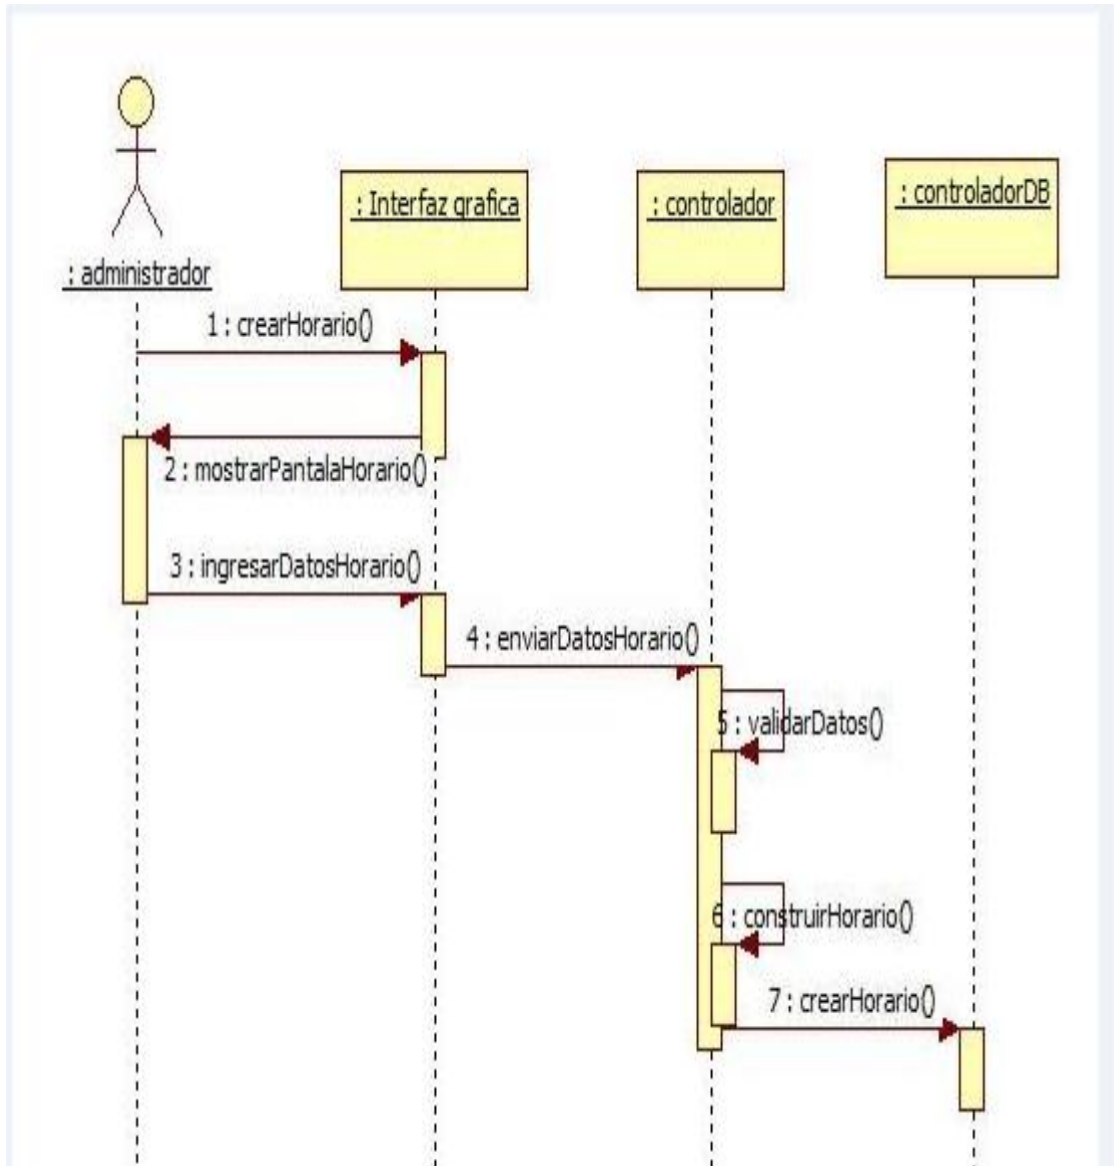 : Interfaz grafica
: controlador
: controladorDB
: administrador
1 : crearHorario()
2 : mostrarPantalaHorario()
3 : ingresarDatosHorario()
4 : enviarDatosHorario()
5 : validarDatos()
6 : construirHorario()
7 : crearHorario()